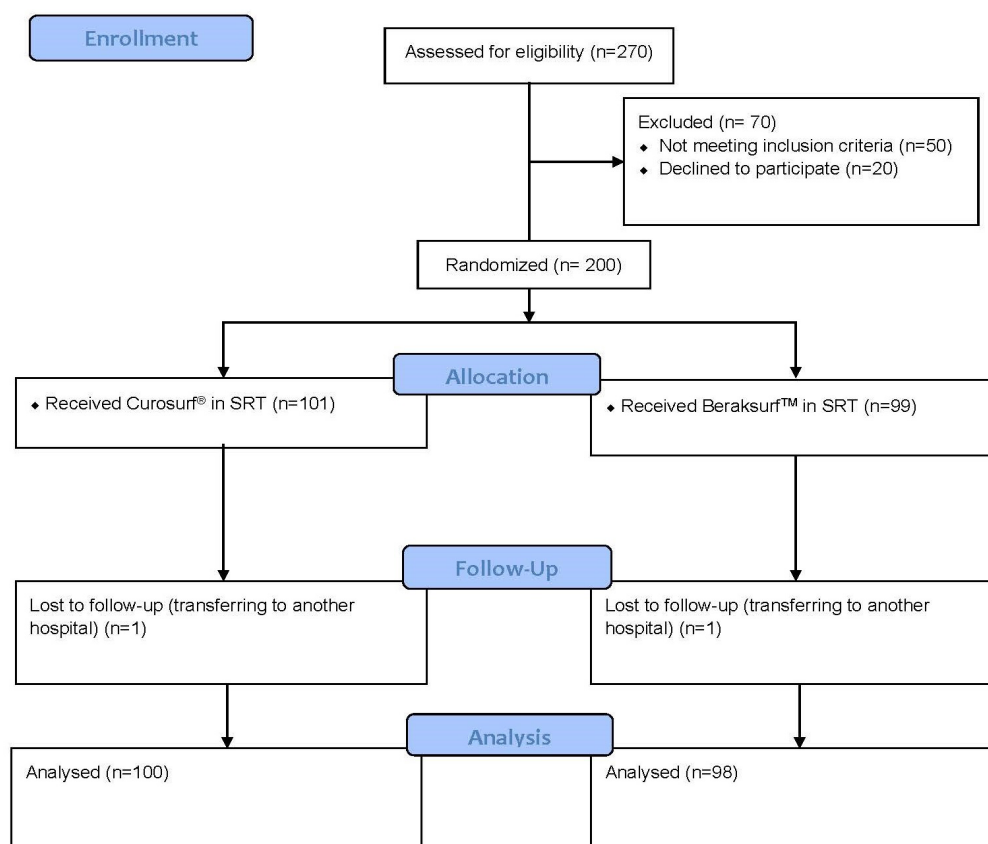 Enrollment
Assessed for eligibility (n=270)
Excluded (n= 70)
◆ Not meeting inclusion criteria (n=50)
◆ Declined to participate (n=20)
Randomized (n= 200)
Allocation
◆ Received Curosurf® in SRT (n=101)
◆ Received Beraksurf™ in SRT (n=99)
Follow-Up
Lost to follow-up (transferring to another
hospital) (n=1)
Lost to follow-up (transferring to another
hospital) (n=1)
Analysis
Analysed (n=100)
Analysed (n=98)